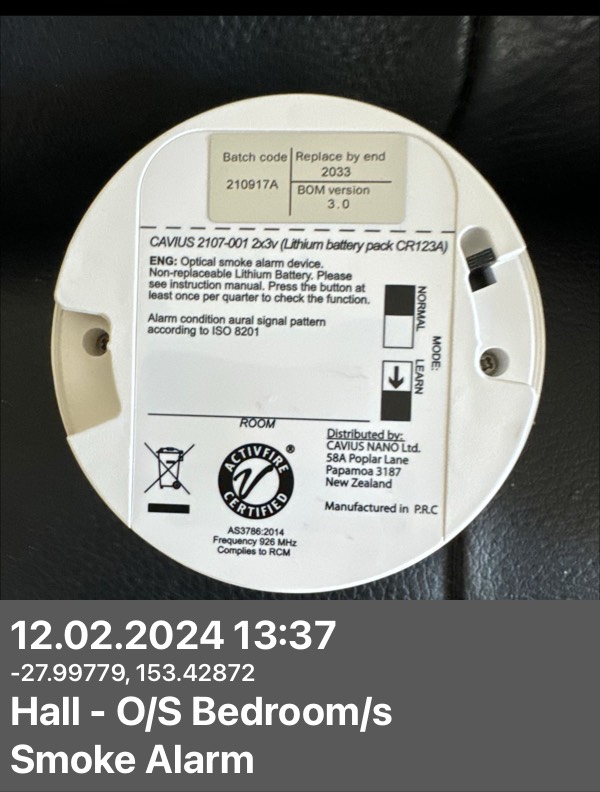 Batch code
210917A
Replace by end
2033
BOM version
3.0
CAVIUS 2107-001 2x3v (Lithium battery pack CR123A)
ENG: Optical smoke alarm device.
Non-replaceable Lithium Battery. Please
see instruction manual. Press the button at
least once per quarter to check the function.
Alarm condition aural signal pattern
according to ISO 8201
NORMAL
MODE:
LEARN
ROOM
ACTIVFIRE
®
CERTIFIED
AS3786:2014
Frequency 926 MHz
Complies to RCM
Distributed by:
CAVIUS NANO Ltd.
58A Poplar Lane
Papamoa 3187
New Zealand
Manufactured in P.R.C
12.02.2024 13:37
-27.99779, 153.42872
Hall - O/S Bedroom/s
Smoke Alarm